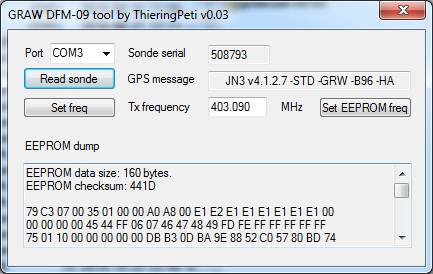 GRAW DFM-09 tool by ThieringPeti v0.03
Port COM3 Sonde serial 508793
Read sonde GPS message JN3 v4.1.2.7 -STD -GRW -B96 -HA
Set freq Tx frequency 403.090 MHz Set EEPROM freq
EEPROM dump
EEPROM data size: 160 bytes.
EEPROM checksum: 441D
79 C3 07 00 35 01 00 00 A0 A8 00 E1 E2 E1 E1 E1 E1 E1 E1 00
00 00 00 00 45 44 FF 06 07 46 47 48 49 FD FE FF FF FF FF FF
75 01 10 00 00 00 00 00 DB B3 0D BA 9E 88 52 C0 57 80 BD 74